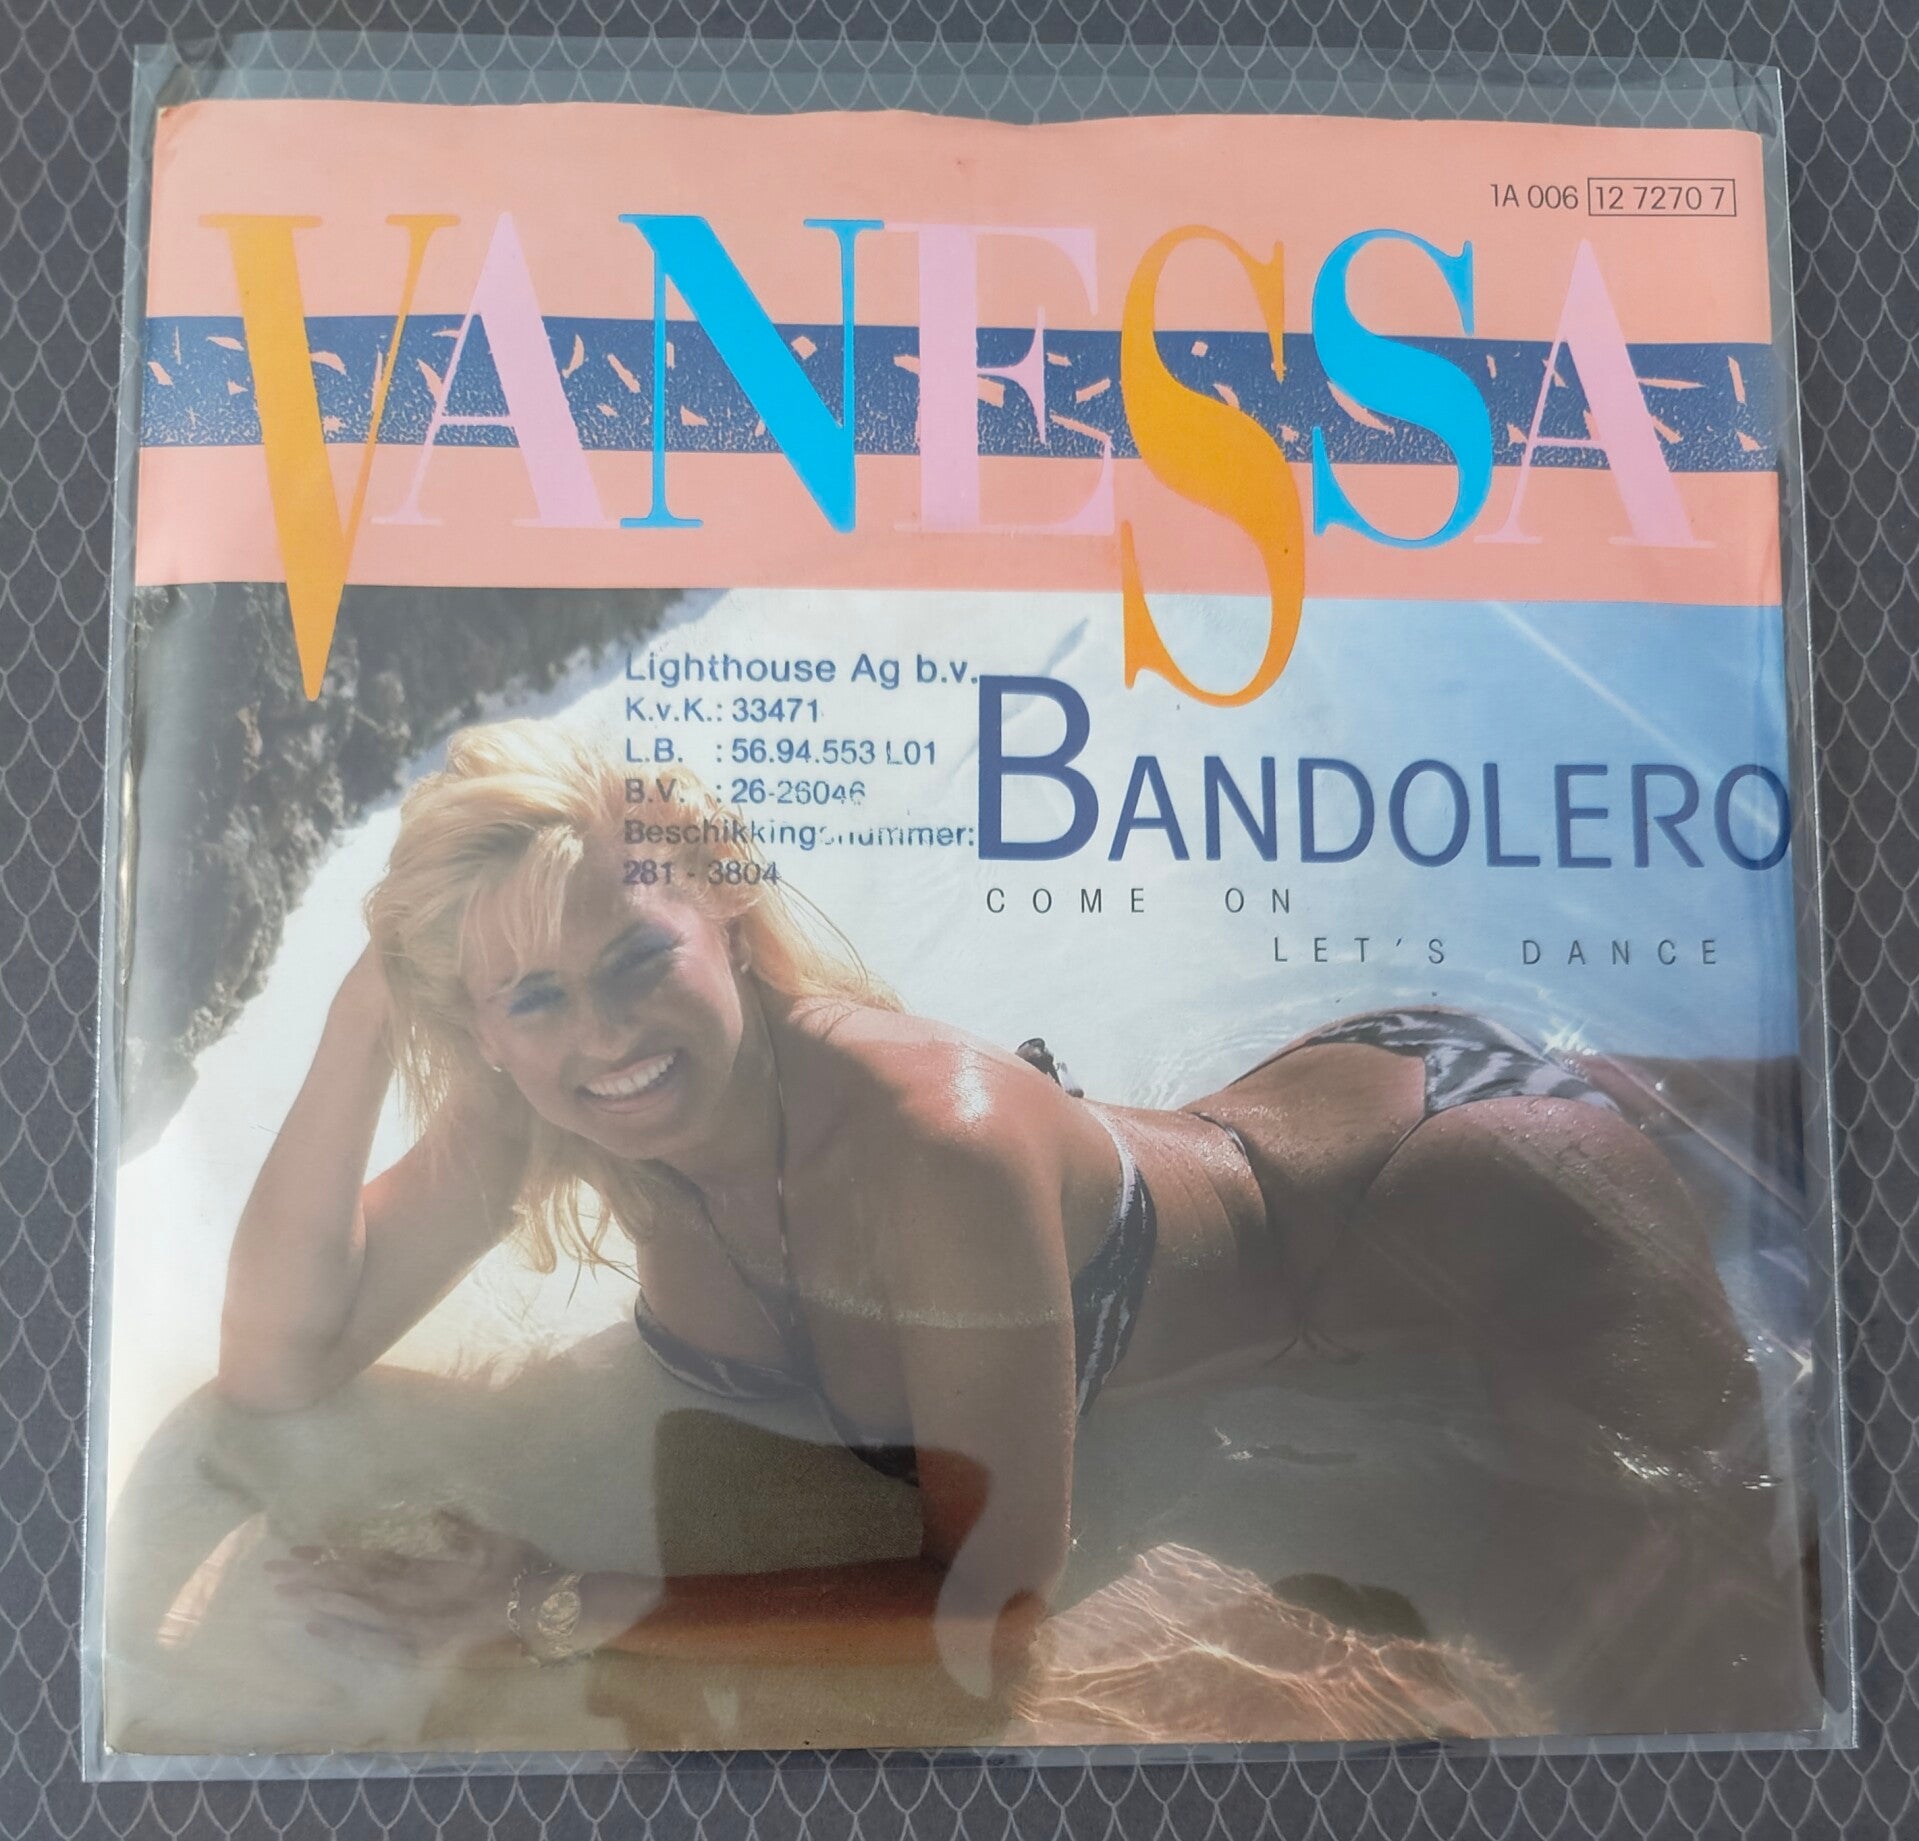 1A 006 12 7270 7
VANESSA
Lighthouse Ag b.v.
K.v.K.: 33471
L.B. : 56.94.553 L01
B.V. : 26-26046
Beschikkingsnummer:
281 - 3804
BANDOLERO
COME ON
LET'S DANCE